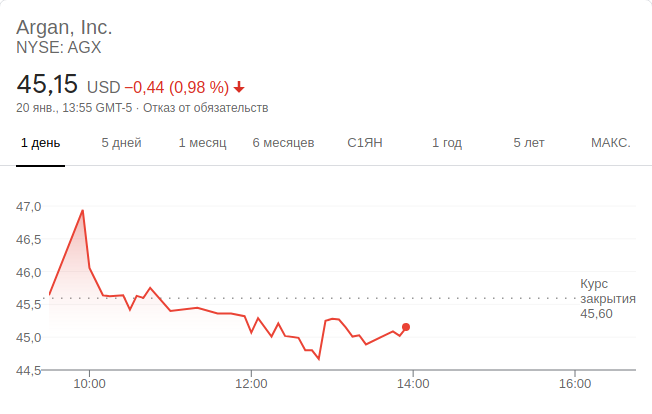 Argan, Inc.
NYSE: AGX
45,15 USD −0,44 (0,98 %)
20 янв., 13:55 GMT-5 · Отказ от обязательств
1 день 5 дней 1 месяц 6 месяцев С1ЯН 1 год 5 лет МАКС.
47,0
46,5
46,0
45,5
45,0
44,5
Курс
закрытия
45,60
10:00 12:00 14:00 16:00